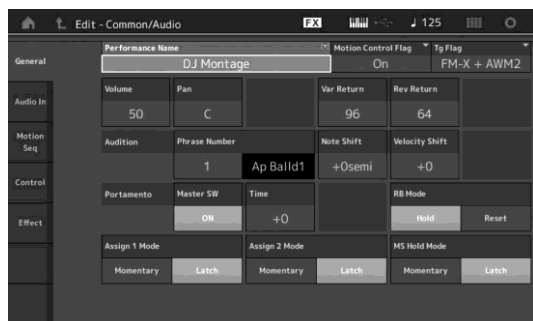 Edit - Common/Audio FX 125
General
Performance Name Motion Control Flag Tg Flag
DJ Montage On FM-X + AWM2
Volume Pan Var Return Rev Return
Audio In
50 C 96 64
Motion
Seq
Audition Phrase Number Note Shift Velocity Shift
1 Ap Balld1 +0semi +0
Control
Portamento Master SW Time RB Mode
Effect
ON +0 Hold Reset
Assign 1 Mode Assign 2 Mode MS Hold Mode
Momentary Latch Momentary Latch Momentary Latch